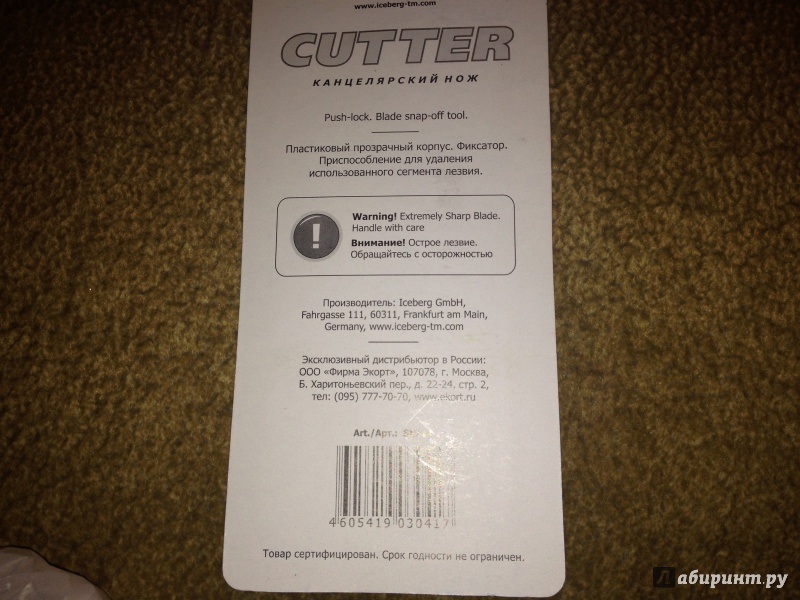 www.iceberg-tm.com
CUTTER
КАНЦЕЛЯРСКИЙ НОЖ
Push-lock. Blade snap-off tool.
Пластиковый прозрачный корпус. Фиксатор.
Приспособление для удаления
использованного сегмента лезвия.
!
Warning! Extremely Sharp Blade.
Handle with care
Внимание! Острое лезвие.
Обращайтесь с осторожностью
Производитель: Iceberg GmbH,
Fahrgasse 111, 60311, Frankfurt am Main,
Germany, www.iceberg-tm.com
Эксклюзивный дистрибьютор в России:
ООО «Фирма Экорт», 107078, г. Москва,
Б. Харитоньевский пер., д. 22-24, стр. 2,
тел: (095) 777-70-70, www.ekort.ru
Art./Арт.:
4 605419 030417
Товар сертифицирован. Срок годности не ограничен.
Лабиринт.ру